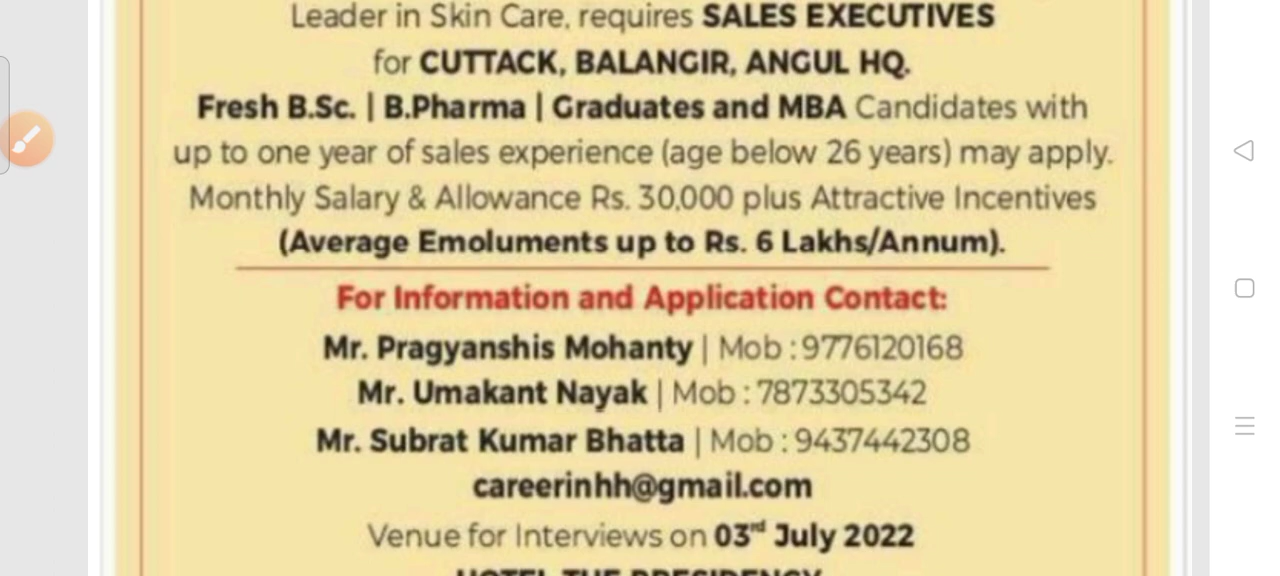 Leader in Skin Care, requires SALES EXECUTIVES
for CUTTACK, BALANGIR, ANGUL HQ.
Fresh B.Sc. | B.Pharma | Graduates and MBA Candidates with
up to one year of sales experience (age below 26 years) may apply.
Monthly Salary & Allowance Rs. 30,000 plus Attractive Incentives
(Average Emoluments up to Rs. 6 Lakhs/Annum).
For Information and Application Contact:
Mr. Pragyanshis Mohanty | Mob : 9776120168
Mr. Umakant Nayak | Mob : 7873305342
Mr. Subrat Kumar Bhatta | Mob : 9437442308
careerinhh@gmail.com
Venue for Interviews on 03rd July 2022
HOTEL THE PRESIDENCY